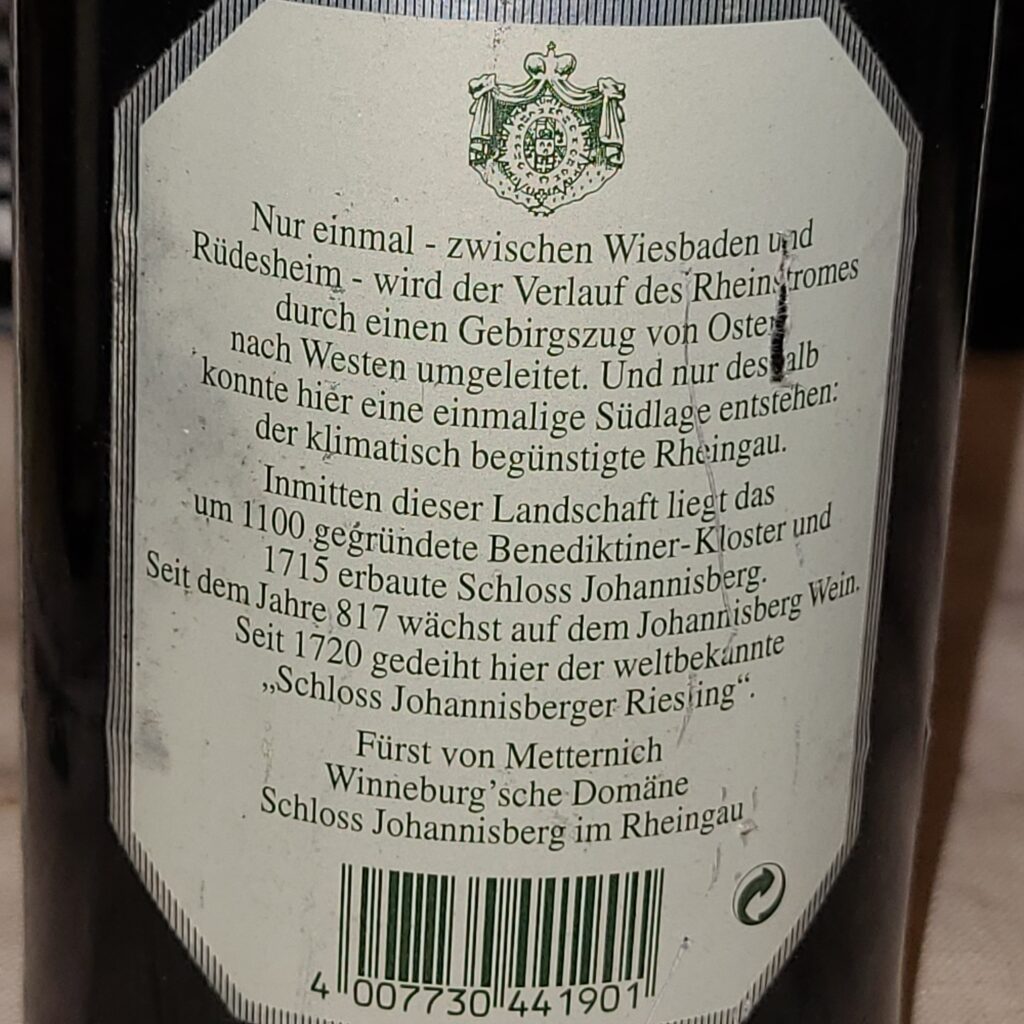 Nur einmal - zwischen Wiesbaden und
Rüdesheim - wird der Verlauf des Rheinstromes
durch einen Gebirgszug von Osten
nach Westen umgeleitet. Und nur deshalb
konnte hier eine einmalige Südlage entstehen:
der klimatisch begünstigte Rheingau.
Inmitten dieser Landschaft liegt das
um 1100 gegründete Benediktiner-Kloster und
1715 erbaute Schloss Johannisberg.
Seit dem Jahre 817 wächst auf dem Johannisberg Wein.
Seit 1720 gedeiht hier der weltbekannte
„Schloss Johannisberger Riesling“.
Fürst von Metternich
Winneburg'sche Domäne
Schloss Johannisberg im Rheingau
4 007730 441901